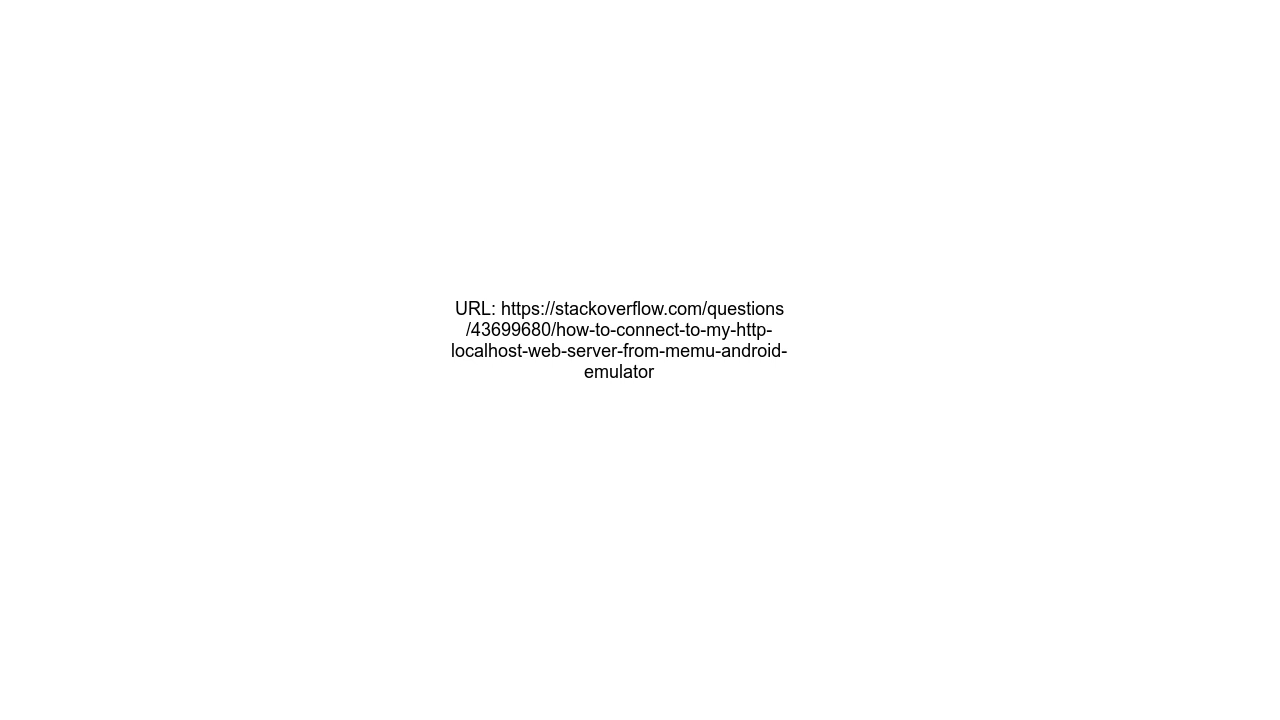 URL: https://stackoverflow.com/questions
/43699680/how-to-connect-to-my-http-
localhost-web-server-from-memu-android-
emulator